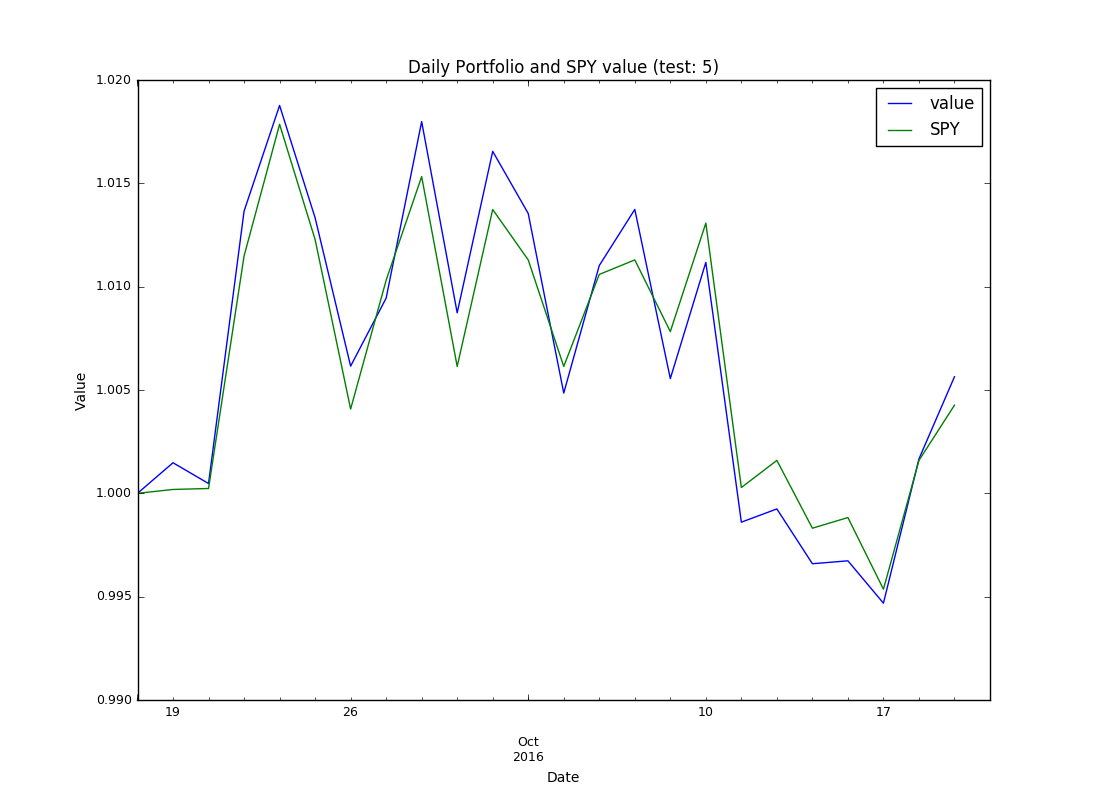 Daily Portfolio and SPY value (test: 5)
value
SPY
1.020
1.015
1.010
1.005
1.000
0.995
0.990
Value
19
26
10
17
Oct
2016
Date